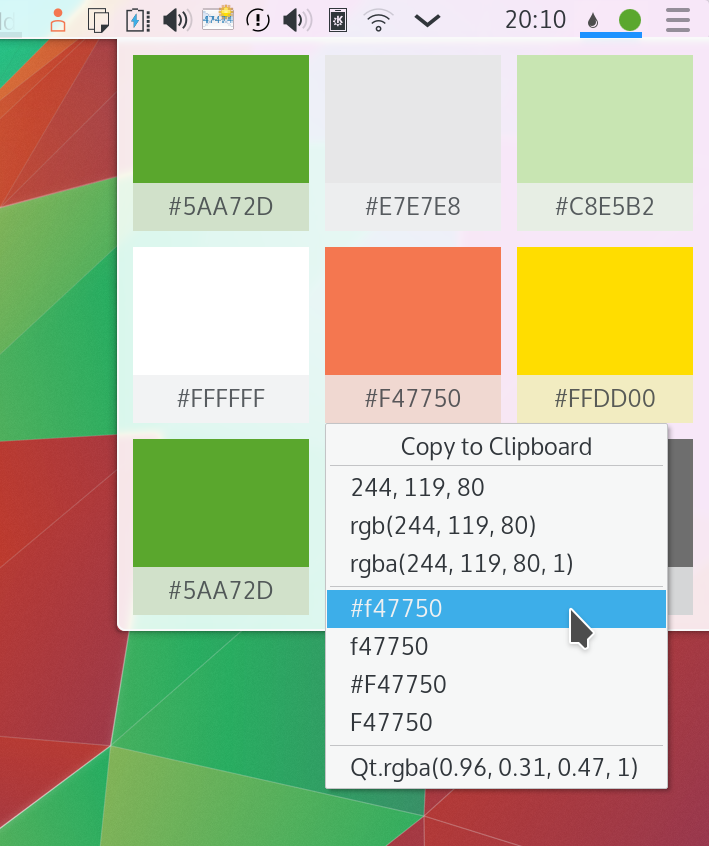 20:10
#5AA72D
#E7E7E8
#C8E5B2
#FFFFFF
#F47750
#FFDD00
#5AA72D
Copy to Clipboard
244, 119, 80
rgb(244, 119, 80)
rgba(244, 119, 80, 1)
#f47750
f47750
#F47750
F47750
Qt.rgba(0.96, 0.31, 0.47, 1)